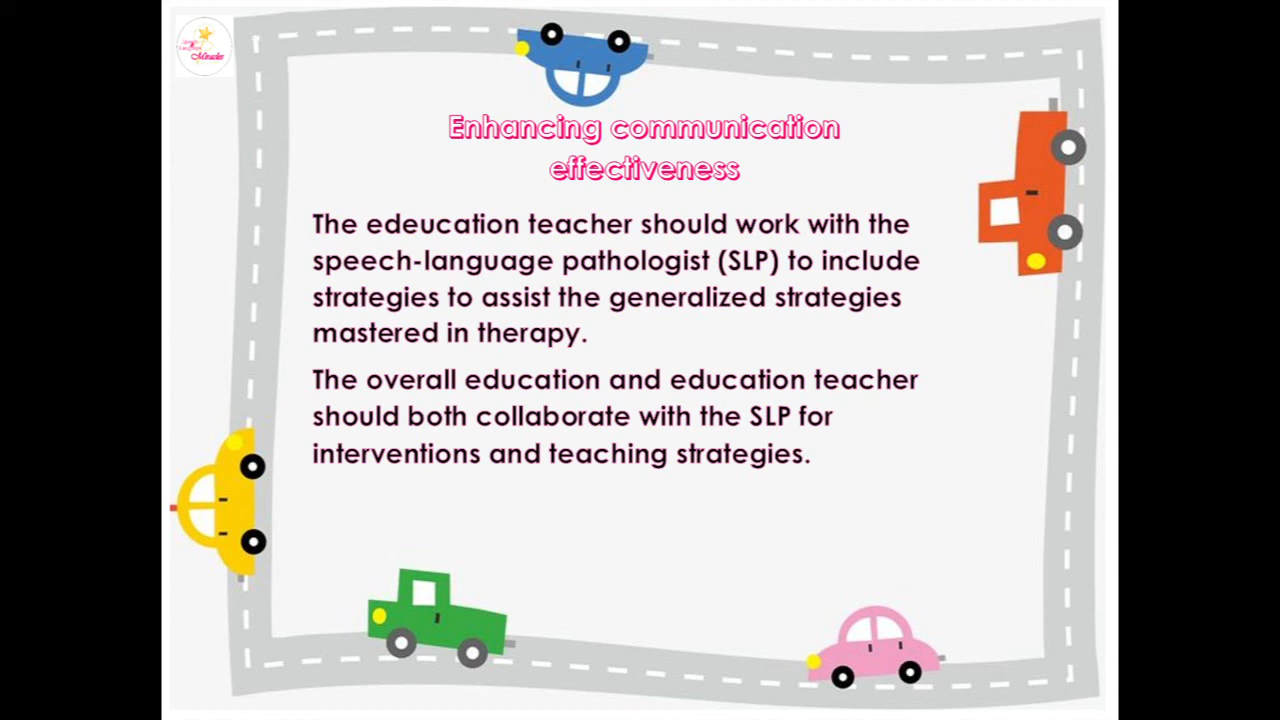 Miracles
Enhancing communication
effectiveness
The edeucation teacher should work with the
speech-language pathologist (SLP) to include
strategies to assist the generalized strategies
mastered in therapy.
The overall education and education teacher
should both collaborate with the SLP for
interventions and teaching strategies.